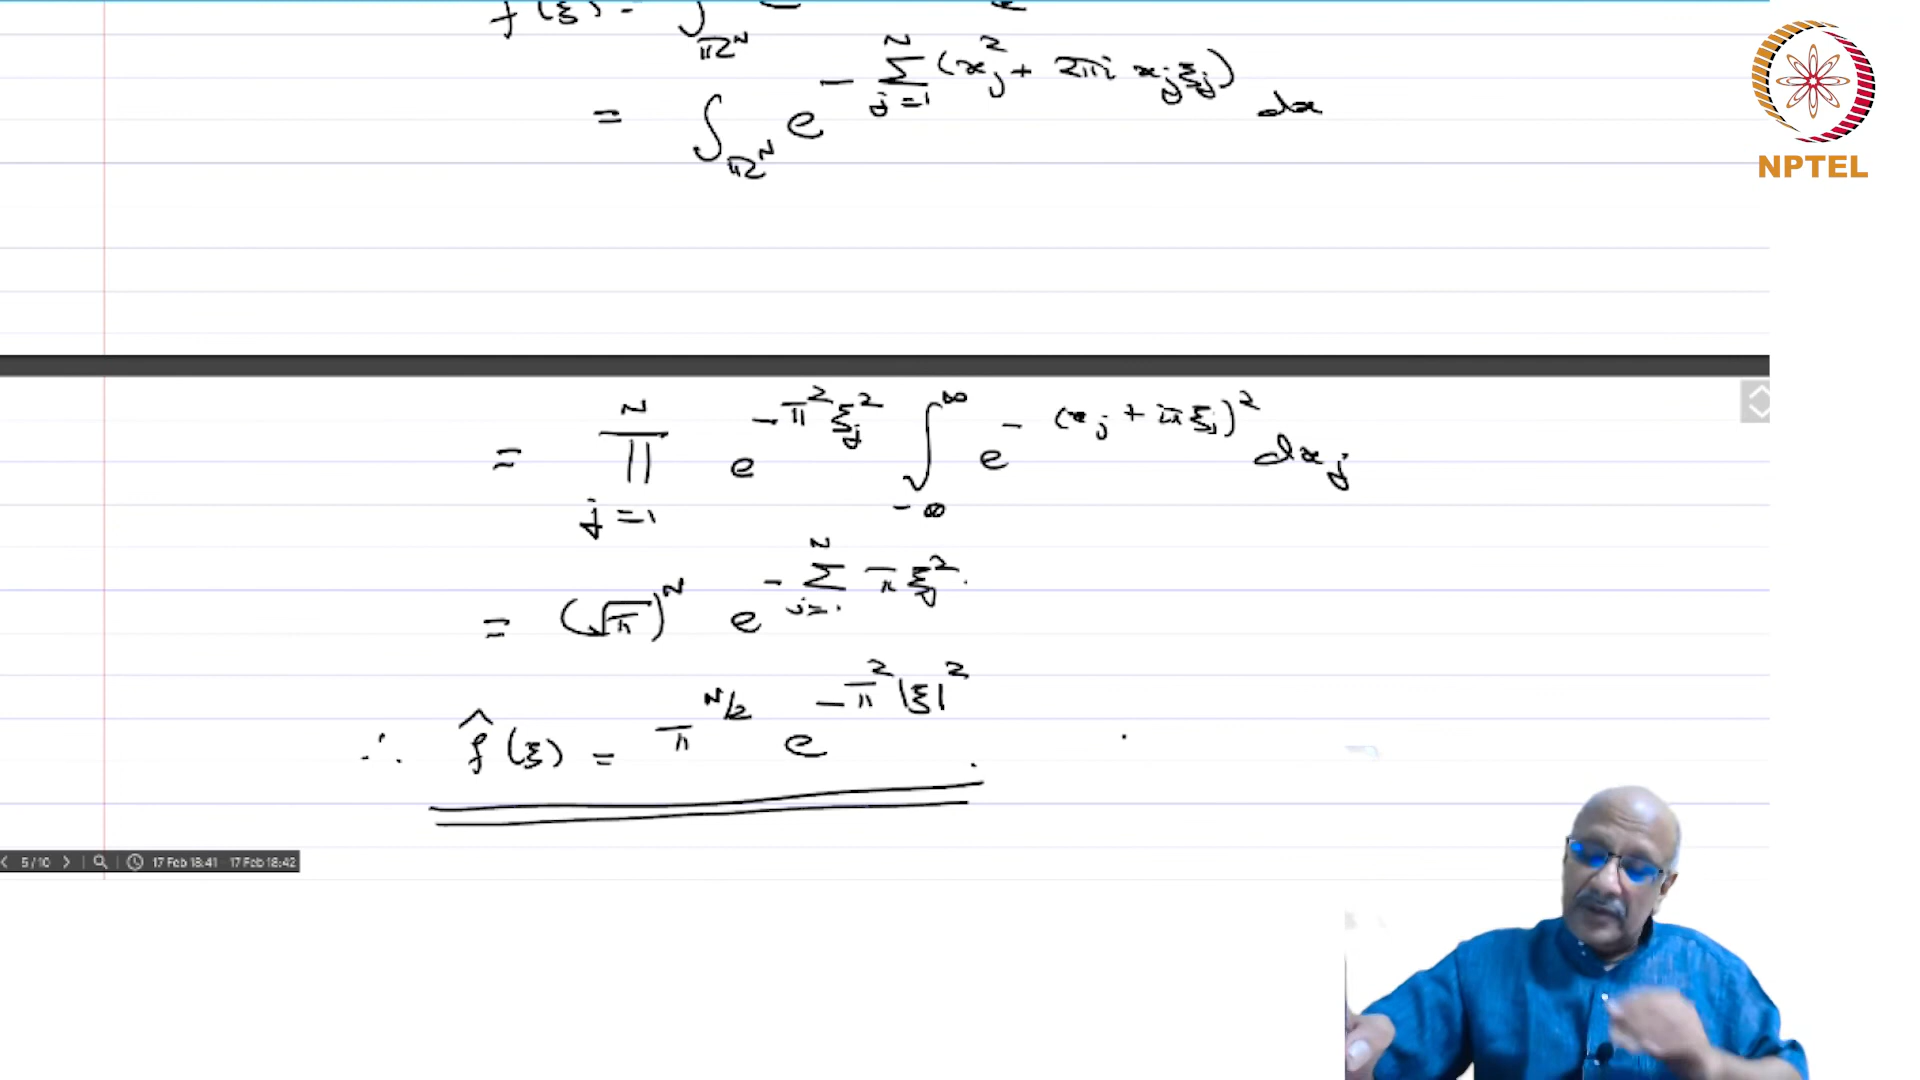 f̂(ξ) = ∫_{ℝ^N} e
= ∫_{ℝ^N} e^{-∑_{j=1}^{N} (x_j^2 + 2πi x_j ξ_j)} dx
NPTEL
= ∏_{j=1}^{N} e^{-π^2 ξ_j^2} ∫_{-∞}^{∞} e^{-(x_j + iπ ξ_j)^2} dx_j
= (√π)^N e^{-∑_{j=1}^{N} π ξ_j^2}.
∴ f̂(ξ) = π^{N/2} e^{-π^2 |ξ|^2}.
5/10 17 Feb 18:41 17 Feb 18:42